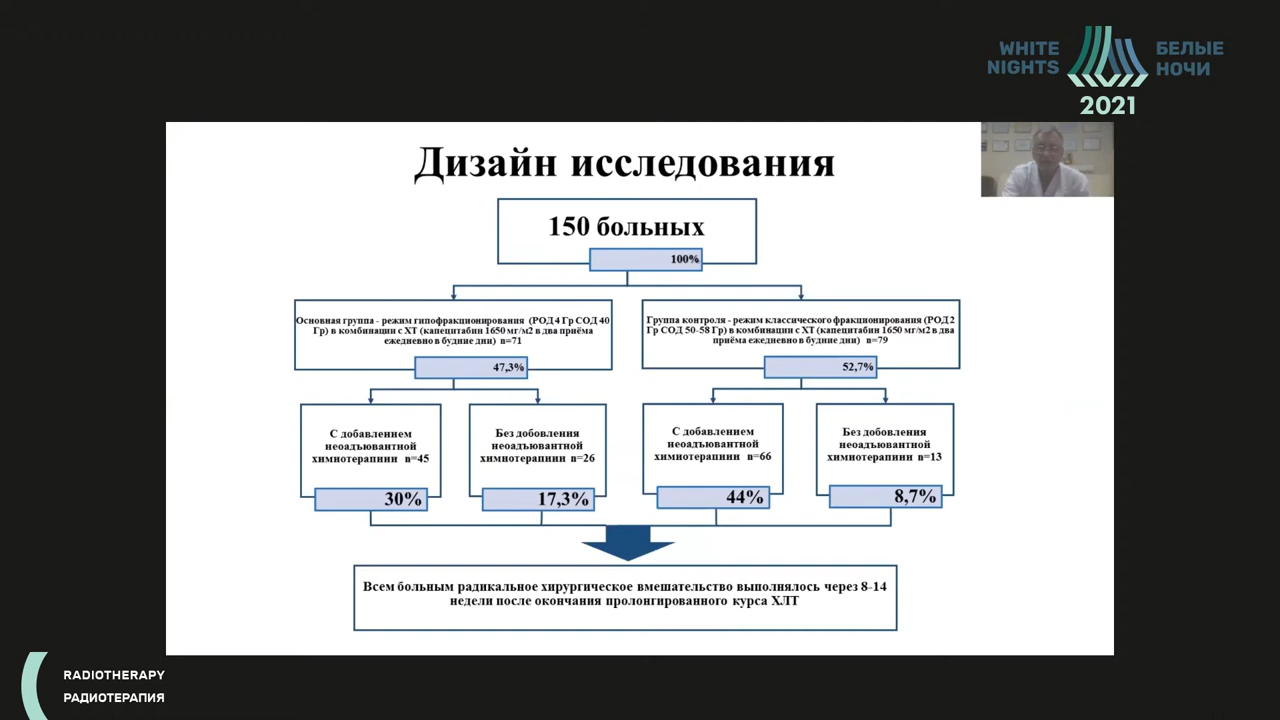 WHITE
NIGHTS
БЕЛЫЕ
НОЧИ
2021
Дизайн исследования
150 больных
100%
Основная группа - режим гипофракционирования (РОД 4 Гр СОД 40
Гр) в комбинации с ХТ (капецитабин 1650 мг/м2 в два приёма
ежедневно в будние дни) n=71
47,3%
Группа контроля - режим классического фракционирования (РОД 2
Гр СОД 50-58 Гр) в комбинации с ХТ (капецитабин 1650 мг/м2 в два
приёма ежедневно в будние дни) n=79
52,7%
С добавлением
неоадъювантной
химиотерапнии n=45
30%
Без добовления
неоадъювантной
химиотерапиии n=26
17,3%
С добавлением
неоадъювантной
химиотерапнии n=66
44%
Без добовления
неоадъювантной
химиотерапиии n=13
8,7%
Всем больным радикальное хирургическое вмешательство выполнялось через 8-14
недели после окончания пролонгированного курса ХЛТ
RADIOTHERAPY
РАДИОТЕРАПИЯ